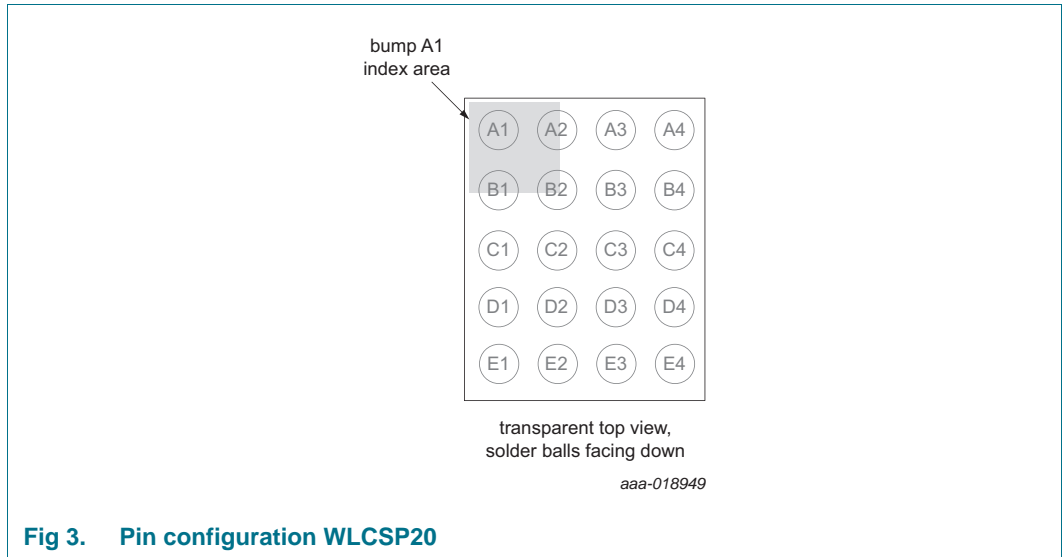 bump A1
index area
A1 A2 A3 A4
B1 B2 B3 B4
C1 C2 C3 C4
D1 D2 D3 D4
E1 E2 E3 E4
transparent top view,
solder balls facing down
aaa-018949
Fig 3. Pin configuration WLCSP20